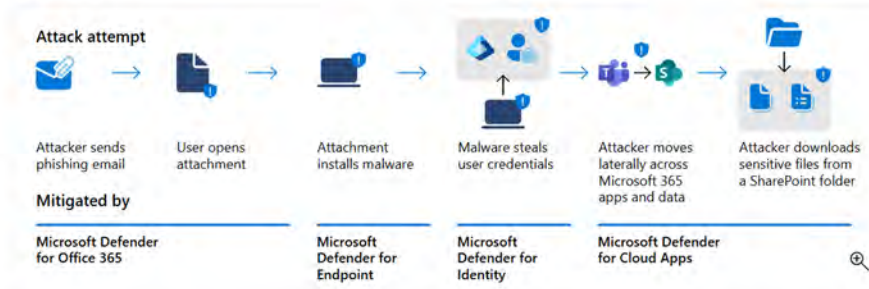 Attack attempt
Attacker sends
phishing email
User opens
attachment
Attachment
installs malware
Malware steals
user credentials
Attacker moves
laterally across
Microsoft 365
apps and data
Attacker downloads
sensitive files from
a SharePoint folder
Mitigated by
Microsoft Defender
for Office 365
Microsoft
Defender for
Endpoint
Microsoft
Defender for
Identity
Microsoft Defender
for Cloud Apps